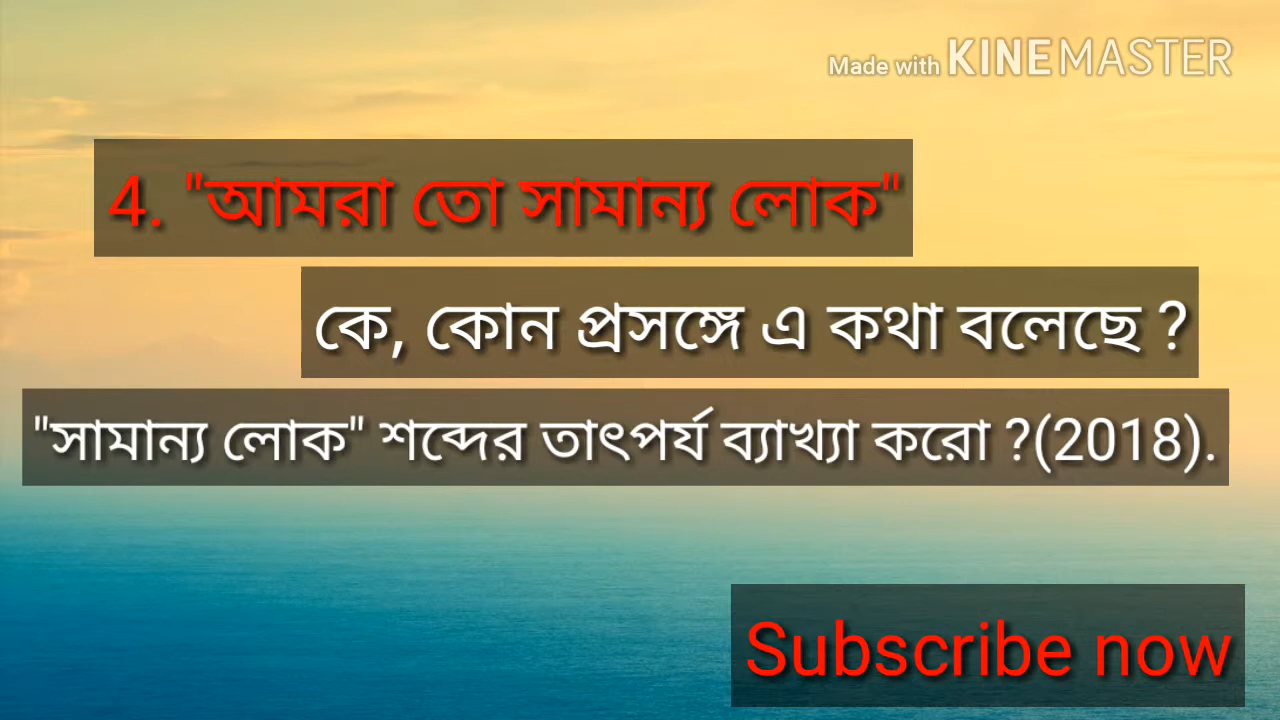 Made with KINEMASTER
4. "আমরা তো সামান্য লোক"
কে, কোন প্রসঙ্গে এ কথা বলেছে ?
"সামান্য লোক" শব্দের তাৎপর্য ব্যাখ্যা করো ?(2018).
Subscribe now